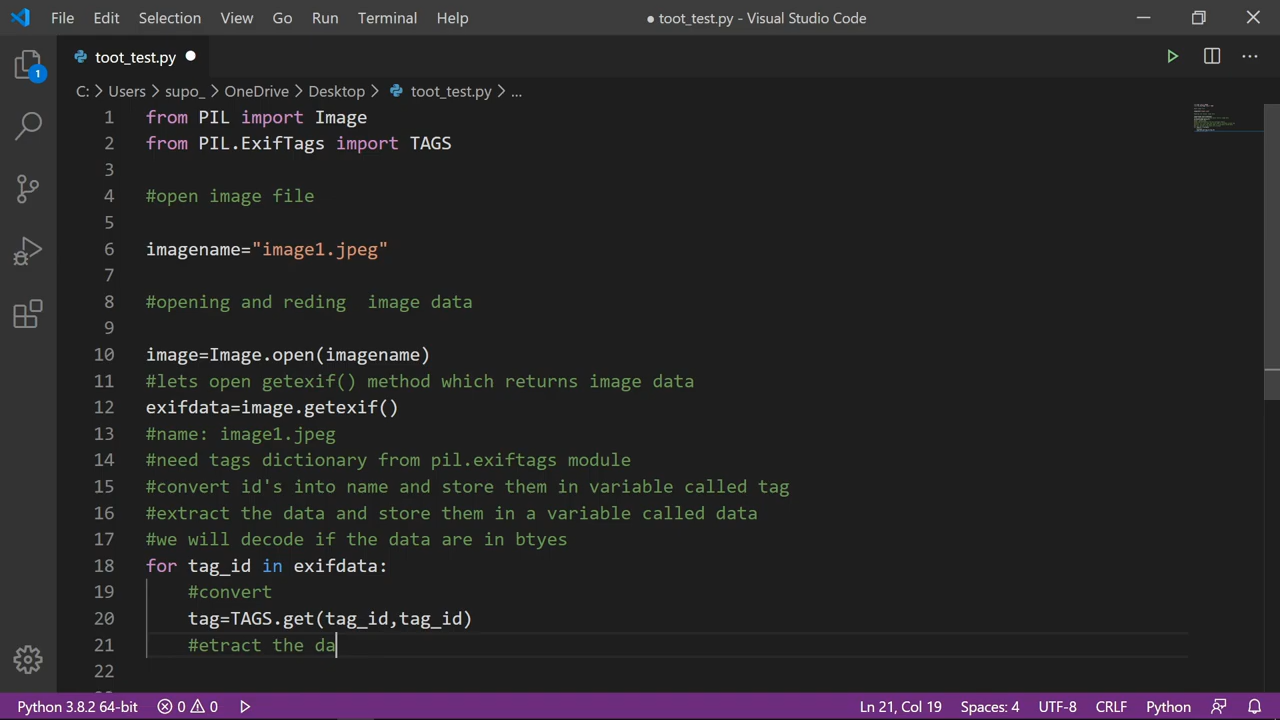 File Edit Selection View Go Run Terminal Help ● toot_test.py - Visual Studio Code
toot_test.py
C: > Users > supo_ > OneDrive > Desktop > toot_test.py > ...
1 from PIL import Image
2 from PIL.ExifTags import TAGS
3
4 #open image file
5
6 imagename="image1.jpeg"
7
8 #opening and reding  image data
9
10 image=Image.open(imagename)
11 #lets open getexif() method which returns image data
12 exifdata=image.getexif()
13 #name: image1.jpeg
14 #need tags dictionary from pil.exiftags module
15 #convert id's into name and store them in variable called tag
16 #extract the data and store them in a variable called data
17 #we will decode if the data are in btyes
18 for tag_id in exifdata:
19 #convert
20 tag=TAGS.get(tag_id,tag_id)
21 #etract the da
22
1
Python 3.8.2 64-bit 0 0 Ln 21, Col 19 Spaces: 4 UTF-8 CRLF Python